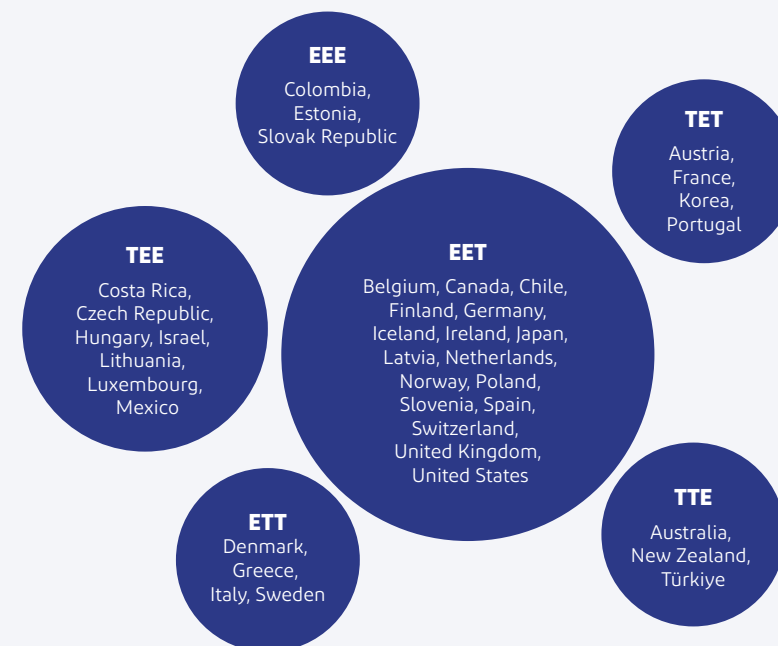 EEE
Colombia,
Estonia,
Slovak Republic
TET
Austria,
France,
Korea,
Portugal
TEE
Costa Rica,
Czech Republic,
Hungary, Israel,
Lithuania,
Luxembourg,
Mexico
EET
Belgium, Canada, Chile,
Finland, Germany,
Iceland, Ireland, Japan,
Latvia, Netherlands,
Norway, Poland,
Slovenia, Spain,
Switzerland,
United Kingdom,
United States
ETT
Denmark,
Greece,
Italy, Sweden
TTE
Australia,
New Zealand,
Türkiye